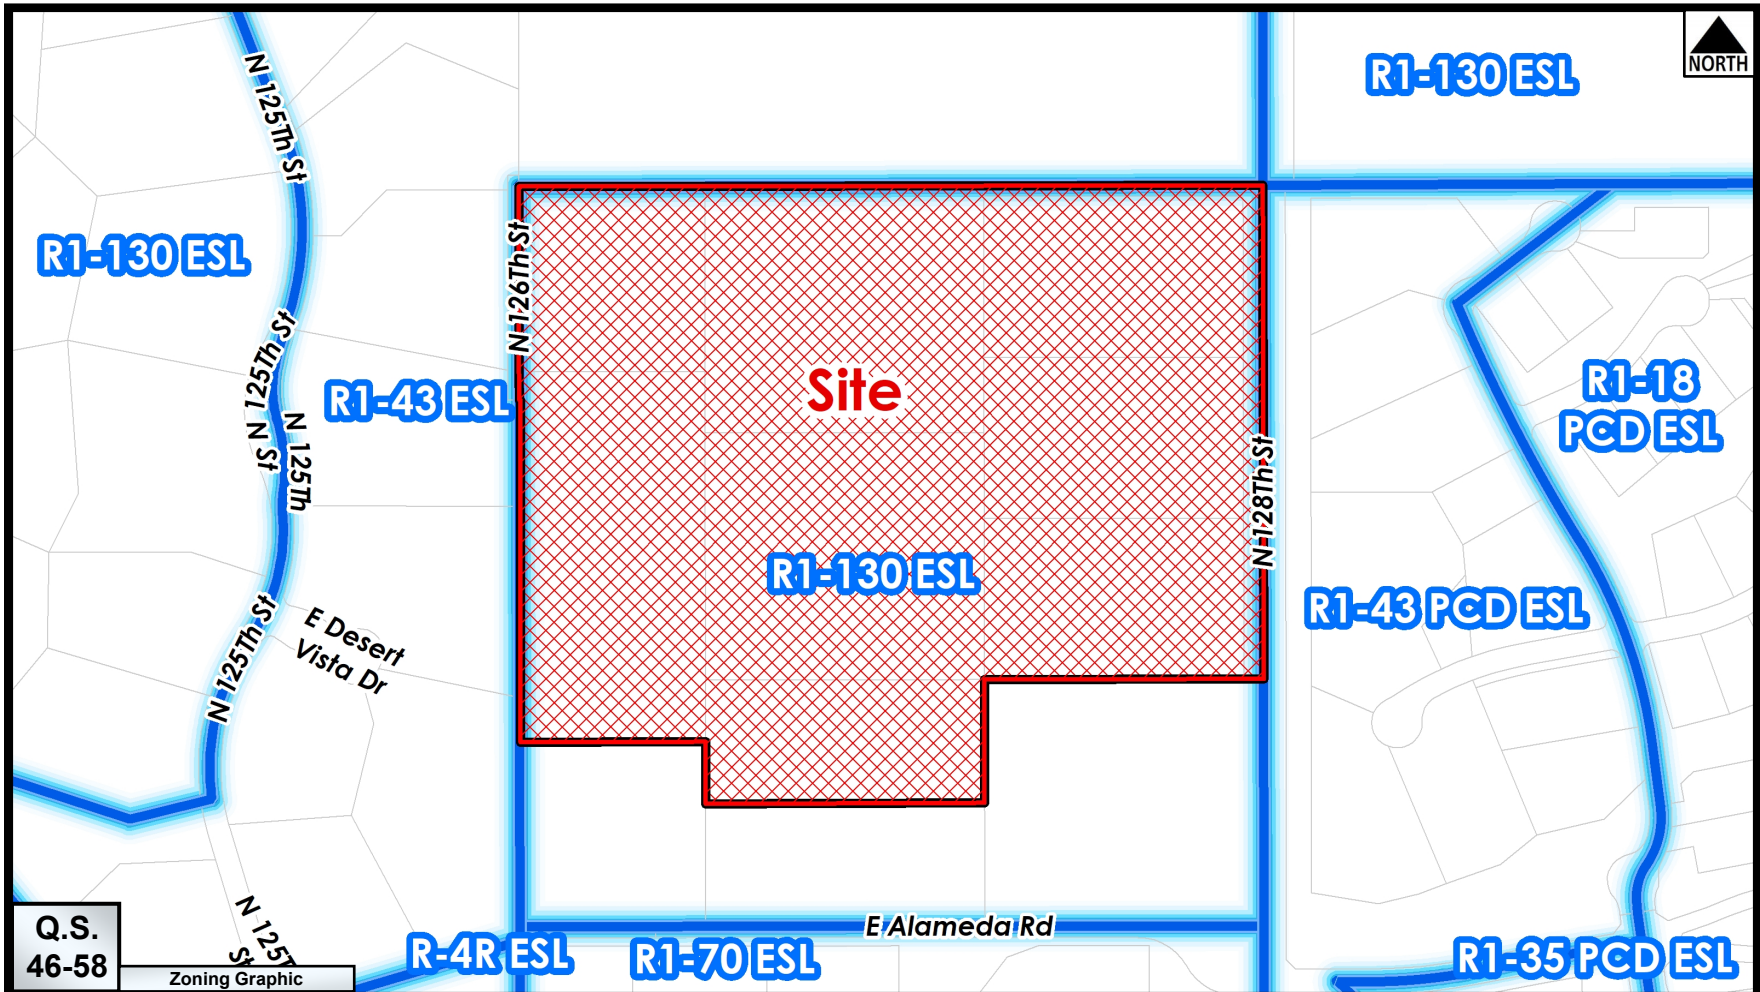 NORTH
R1-130 ESL
N 125Th St
R1-130 ESL
N 126Th St
N 125Th St
R1-43 ESL
Site
R1-18
PCD ESL
N 125Th
N St
N 128Th St
R1-130 ESL
R1-43 PCD ESL
N 125Th St
E Desert
Vista Dr
E Alameda Rd
N 125T
St
R-4R ESL
R1-70 ESL
R1-35 PCD ESL
Q.S.
46-58
Zoning Graphic